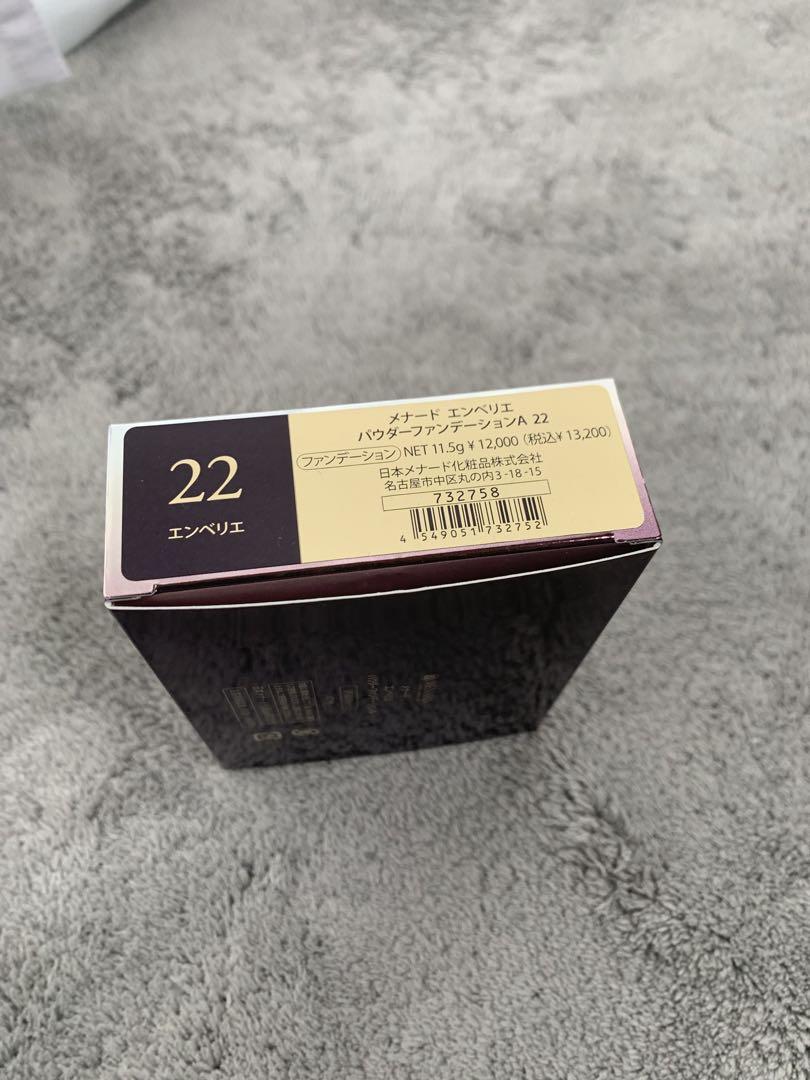 22
エンベリエ
メナード エンベリエ
パウダーファンデーションA 22
ファンデーション NET 11.5g ¥12,000 (税込¥13,200)
日本メナード化粧品株式会社
名古屋市中区丸の内3-18-15
732758
4 549051 732752